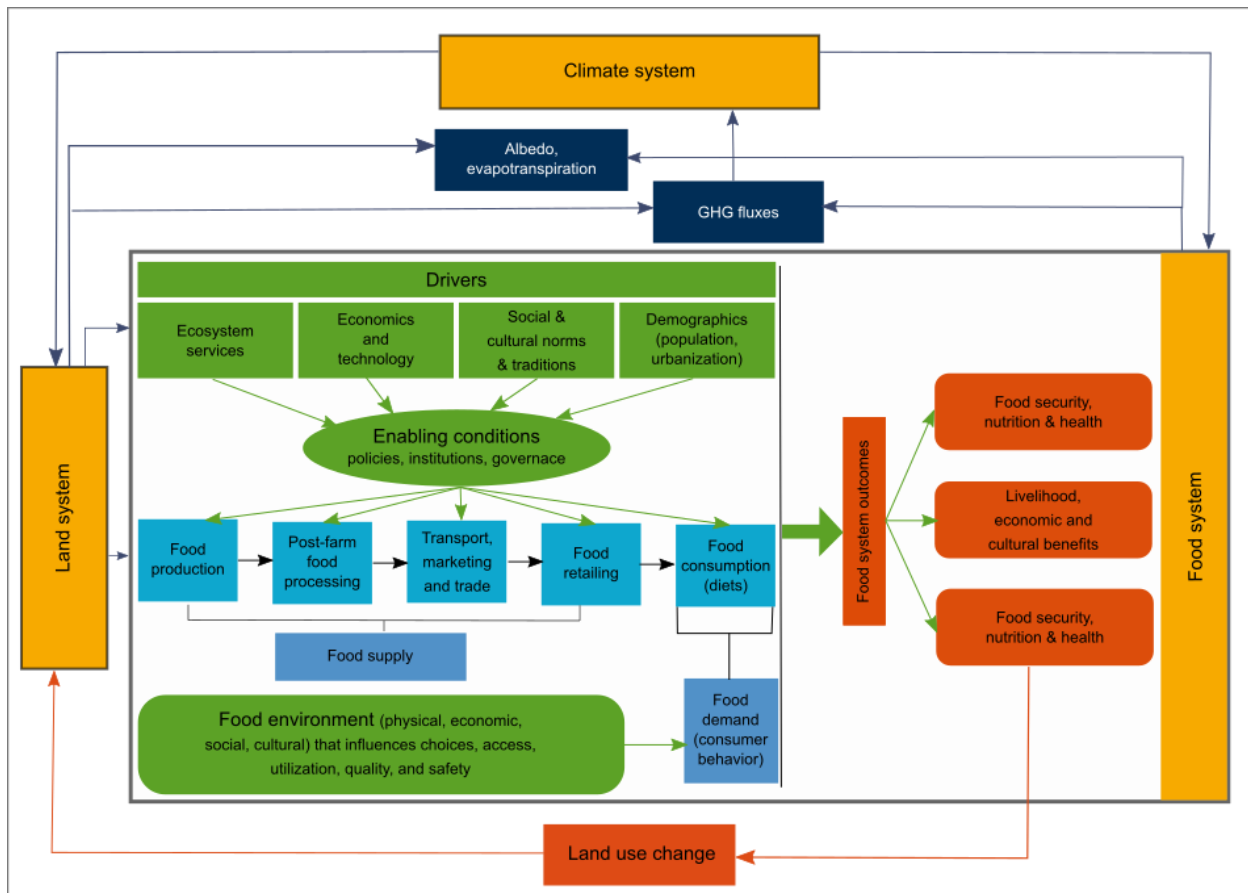 Climate system
Albedo,
evapotranspiration
GHG fluxes
Drivers
Ecosystem
services
Economics
and
technology
Social &
cultural norms
& traditions
Demographics
(population,
urbanization)
Enabling conditions
policies, institutions, governace
Land system
Food
production
Post-farm
food
processing
Transport,
marketing
and trade
Food
retailing
Food
consumption
(diets)
Food supply
Food environment (physical, economic,
social, cultural) that influences choices, access,
utilization, quality, and safety
Food
demand
(consumer
behavior)
Food system outcomes
Food security,
nutrition & health
Livelihood,
economic and
cultural benefits
Food security,
nutrition & health
Food system
Land use change